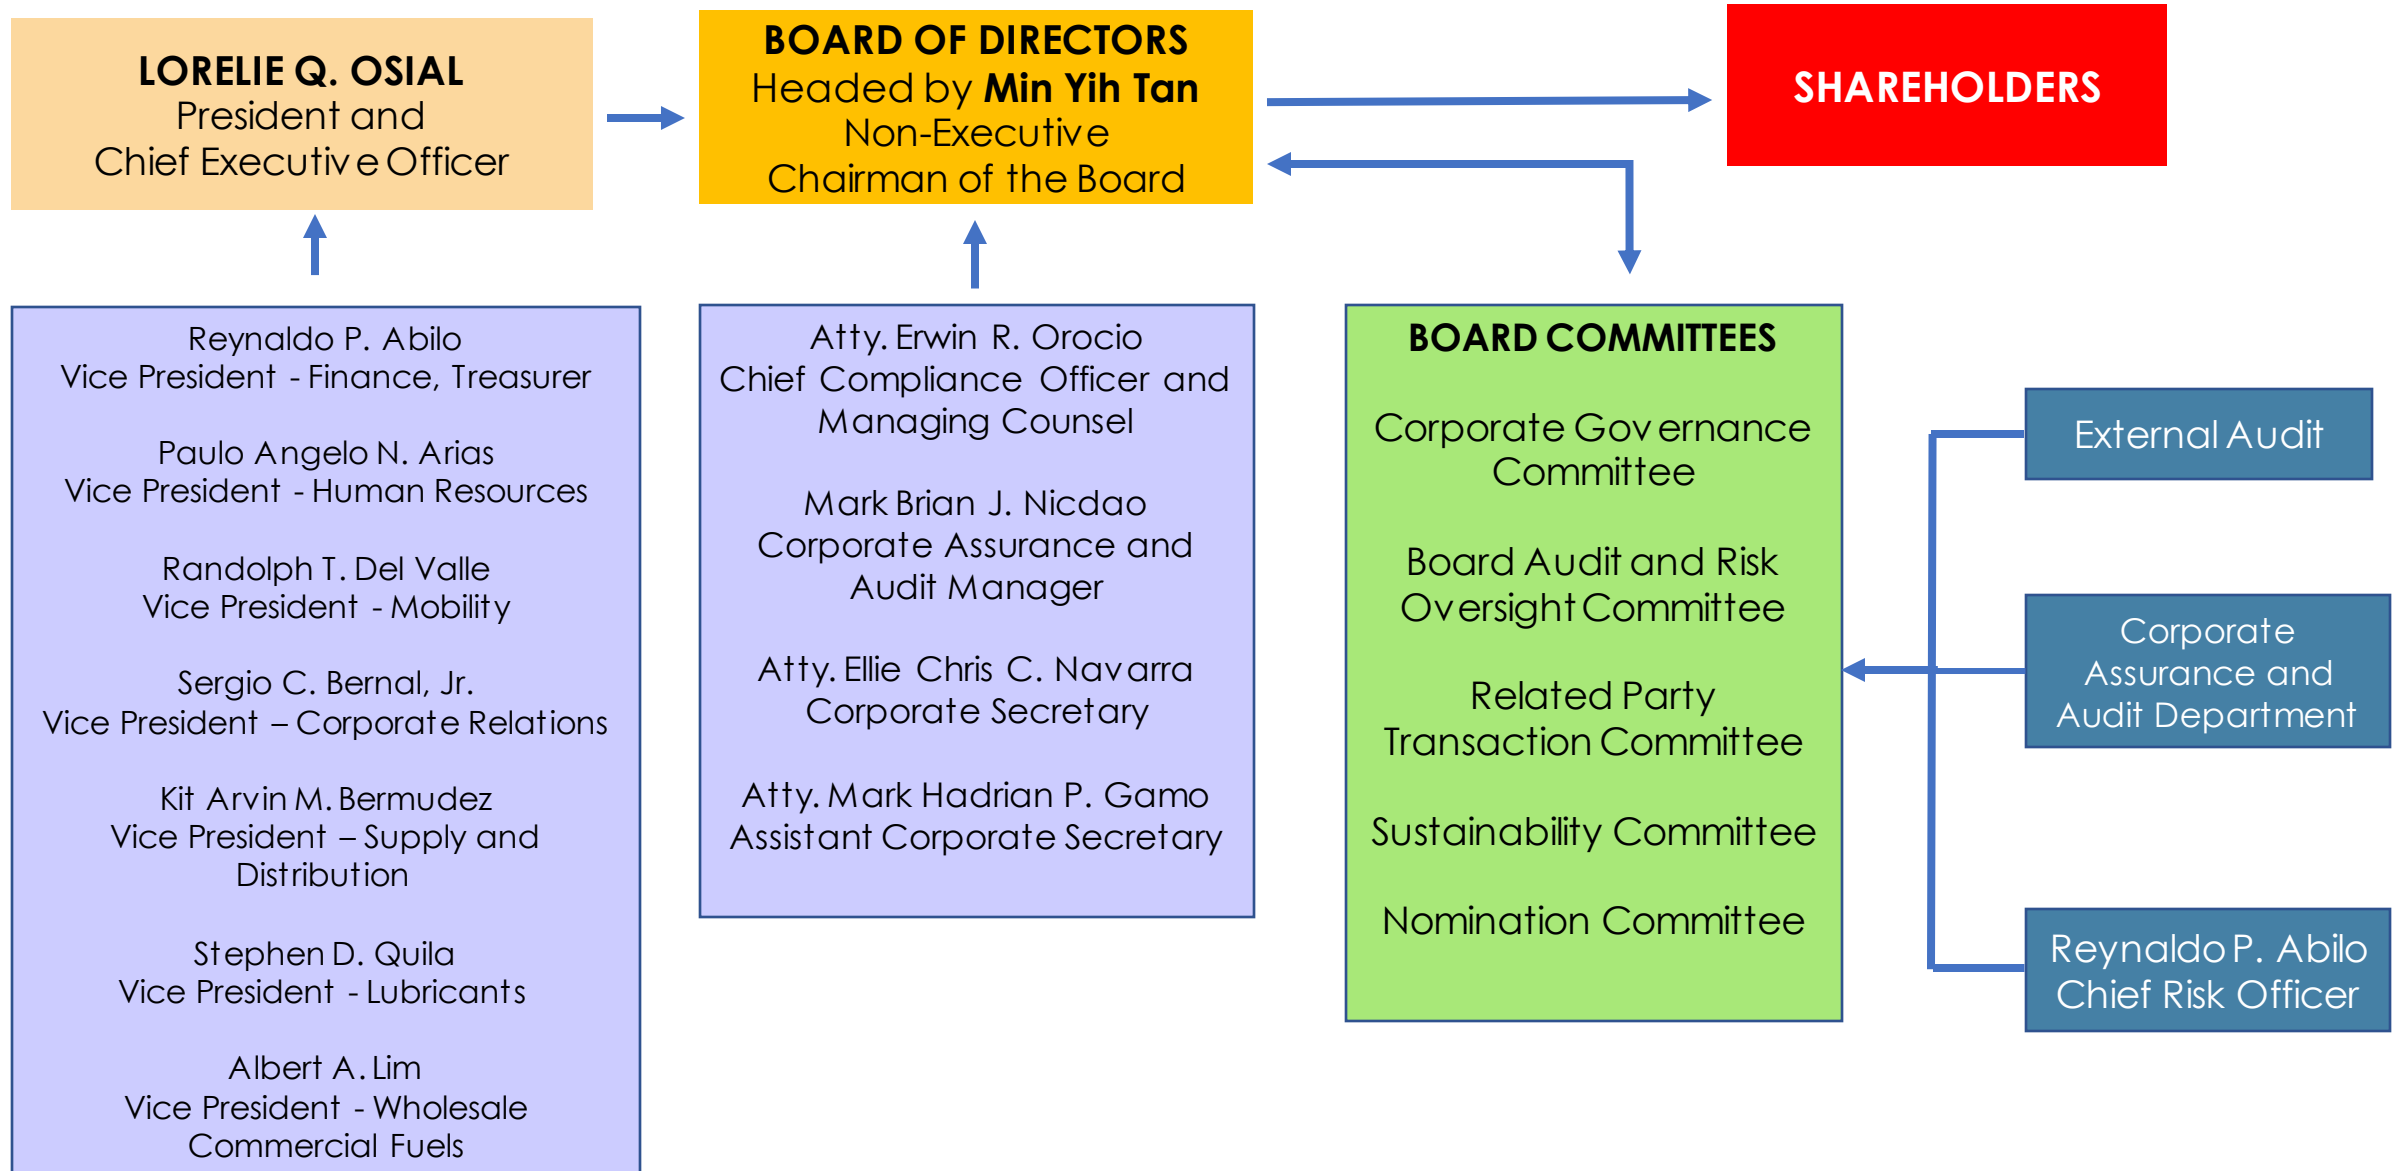 LORELIE Q. OSIAL
President and
Chief Executive Officer
BOARD OF DIRECTORS
Headed by Min Yih Tan
Non-Executive
Chairman of the Board
SHAREHOLDERS
Reynaldo P. Abilo
Vice President - Finance, Treasurer
Paulo Angelo N. Arias
Vice President - Human Resources
Randolph T. Del Valle
Vice President - Mobility
Sergio C. Bernal, Jr.
Vice President – Corporate Relations
Kit Arvin M. Bermudez
Vice President – Supply and
Distribution
Stephen D. Quila
Vice President - Lubricants
Albert A. Lim
Vice President - Wholesale
Commercial Fuels
Atty. Erwin R. Orocio
Chief Compliance Officer and
Managing Counsel
Mark Brian J. Nicdao
Corporate Assurance and
Audit Manager
Atty. Ellie Chris C. Navarra
Corporate Secretary
Atty. Mark Hadrian P. Gamo
Assistant Corporate Secretary
BOARD COMMITTEES
Corporate Governance
Committee
Board Audit and Risk
Oversight Committee
Related Party
Transaction Committee
Sustainability Committee
Nomination Committee
External Audit
Corporate
Assurance and
Audit Department
Reynaldo P. Abilo
Chief Risk Officer